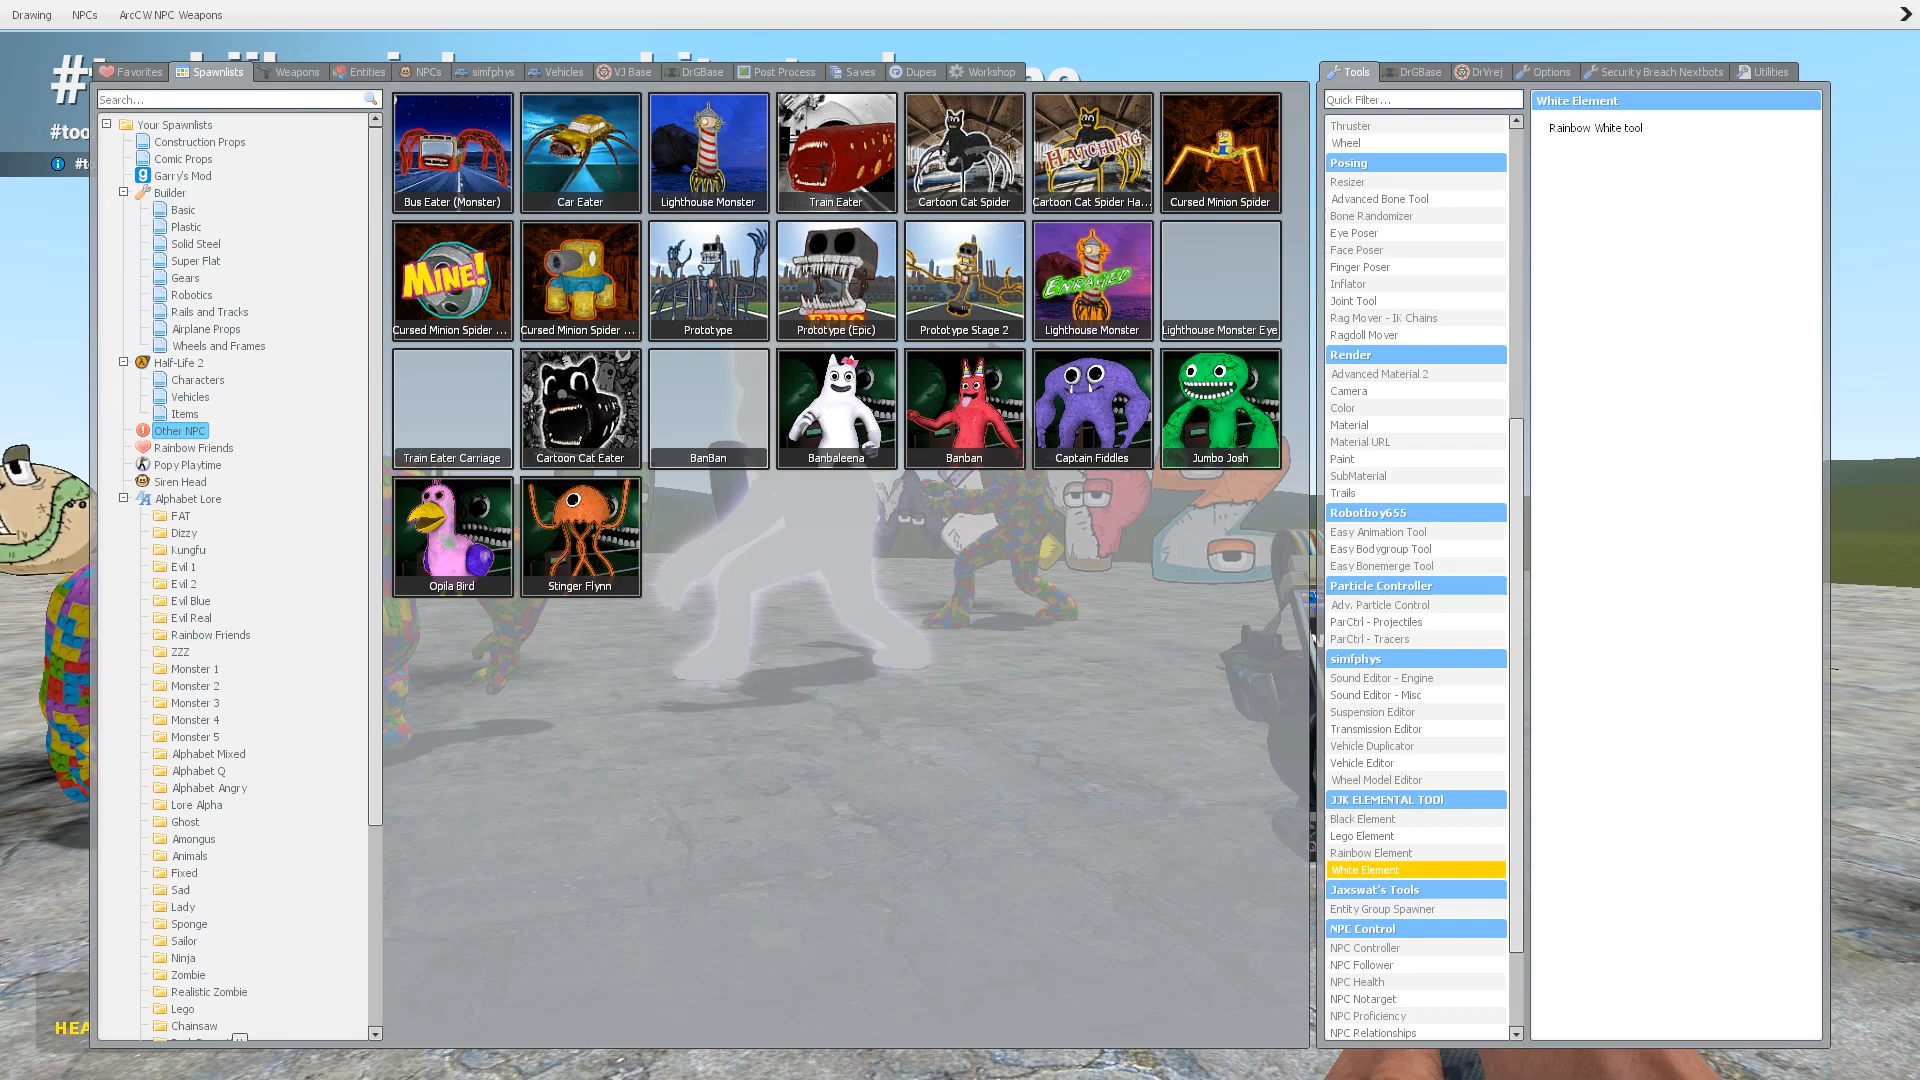 Drawing NPCs ArcCW NPC Weapons
Favorites Spawnlists Weapons Entities NPCs simfphys Vehicles VJ Base DrGBase Post Process Saves Dupes Workshop
Search...
Your Spawnlists
Construction Props
Comic Props
Garry's Mod
Builder
Basic
Plastic
Solid Steel
Super Flat
Gears
Robotics
Rails and Tracks
Airplane Props
Wheels and Frames
Half-Life 2
Characters
Vehicles
Items
Other NPC
Rainbow Friends
Popy Playtime
Siren Head
Alphabet Lore
FAT
Dizzy
Kungfu
Evil 1
Evil 2
Evil Blue
Evil Real
Rainbow Friends
ZZZ
Monster 1
Monster 2
Monster 3
Monster 4
Monster 5
Alphabet Mixed
Alphabet Q
Alphabet Angry
Lore Alpha
Ghost
Amongus
Animals
Fixed
Sad
Lady
Sponge
Sailor
Ninja
Zombie
Realistic Zombie
Lego
Chainsaw
HATCHING
Bus Eater (Monster) Car Eater Lighthouse Monster Train Eater Cartoon Cat Spider Cartoon Cat Spider Ha... Cursed Minion Spider
MINE!
EPIC
ENRAGED
Cursed Minion Spider ... Cursed Minion Spider ... Prototype Prototype (Epic) Prototype Stage 2 Lighthouse Monster Lighthouse Monster Eye
Train Eater Carriage Cartoon Cat Eater BanBan Banbaleena Banban Captain Fiddles Jumbo Josh
Opila Bird Stinger Flynn
Tools DrGBase DrVrej Options Security Breach Nextbots Utilities
Quick Filter...
Thruster
Wheel
Posing
Resizer
Advanced Bone Tool
Bone Randomizer
Eye Poser
Face Poser
Finger Poser
Inflator
Joint Tool
Rag Mover - IK Chains
Ragdoll Mover
Render
Advanced Material 2
Camera
Color
Material
Material URL
Paint
SubMaterial
Trails
Robotboy655
Easy Animation Tool
Easy Bodygroup Tool
Easy Bonemerge Tool
Particle Controller
Adv. Particle Control
ParCtrl - Projectiles
ParCtrl - Tracers
simfphys
Sound Editor - Engine
Sound Editor - Misc
Suspension Editor
Transmission Editor
Vehicle Duplicator
Vehicle Editor
Wheel Model Editor
JJK ELEMENTAL TOOl
Black Element
Lego Element
Rainbow Element
White Element
Jaxswat's Tools
Entity Group Spawner
NPC Control
NPC Controller
NPC Follower
NPC Health
NPC Notarget
NPC Proficiency
NPC Relationships
White Element
Rainbow White tool
#too
HEA